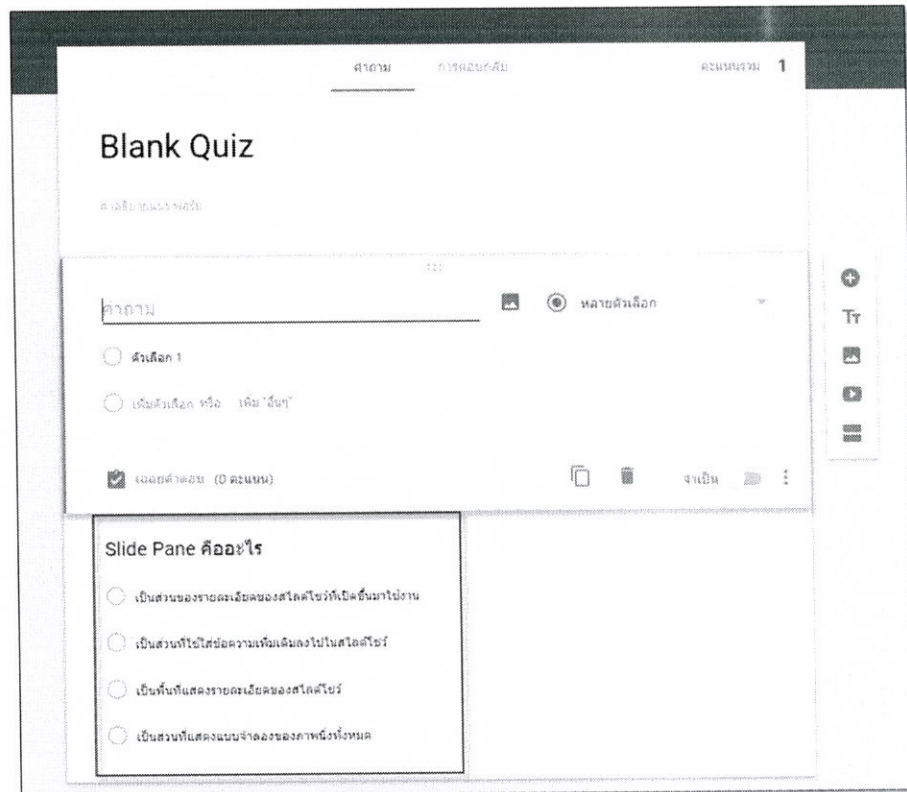 คำถาม การตอบกลับ คะแนนรวม 1
Blank Quiz
คำอธิบายแบบฟอร์ม
คำถาม หลายตัวเลือก
ตัวเลือก 1
เพิ่มตัวเลือก หรือ เพิ่ม "อื่นๆ"
เฉลยคำตอบ (0 คะแนน) จำเป็น
Slide Pane คืออะไร
เป็นส่วนของรายละเอียดของสไลด์โชว์ที่เปิดขึ้นมาใช้งาน
เป็นส่วนที่ใช้ใส่ข้อความเพิ่มเติมลงไปในสไลด์โชว์
เป็นพื้นที่แสดงรายละเอียดของสไลด์โชว์
เป็นส่วนที่แสดงแบบจำลองของภาพนิ่งทั้งหมด